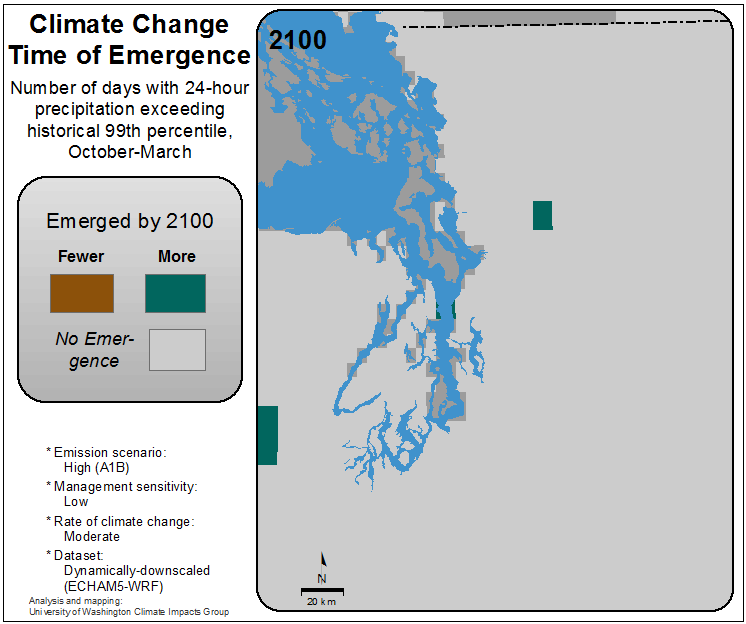 Climate Change
Time of Emergence
Number of days with 24-hour
precipitation exceeding
historical 99th percentile,
October-March
Emerged by 2100
Fewer
More
No Emer-
gence
* Emission scenario:
High (A1B)
* Management sensitivity:
Low
* Rate of climate change:
Moderate
* Dataset:
Dynamically-downscaled
(ECHAM5-WRF)
Analysis and mapping:
University of Washington Climate Impacts Group
2100
N
20 km